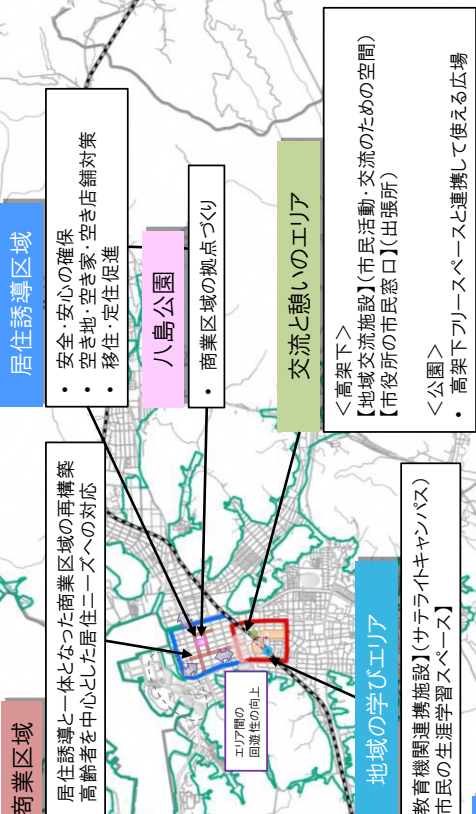 商業区域
居住誘導と一体となった商業区域の再構築
高齢者を中心とした居住ニーズへの対応
居住誘導区域
• 安全・安心の確保
• 空き地・空き家・空き店舗対策
• 移住・定住促進
八島公園
• 商業区域の拠点づくり
エリア間の
回遊性の向上
交流と憩いのエリア
＜高架下＞
【地域交流施設】(市民活動・交流のための空間)
【市役所の市民窓口】(出張所)
＜公園＞
• 高架下フリースペースと連携して使える広場
地域の学びエリア
教育機関連携施設】(サテライトキャンパス)
市民の生涯学習スペース】